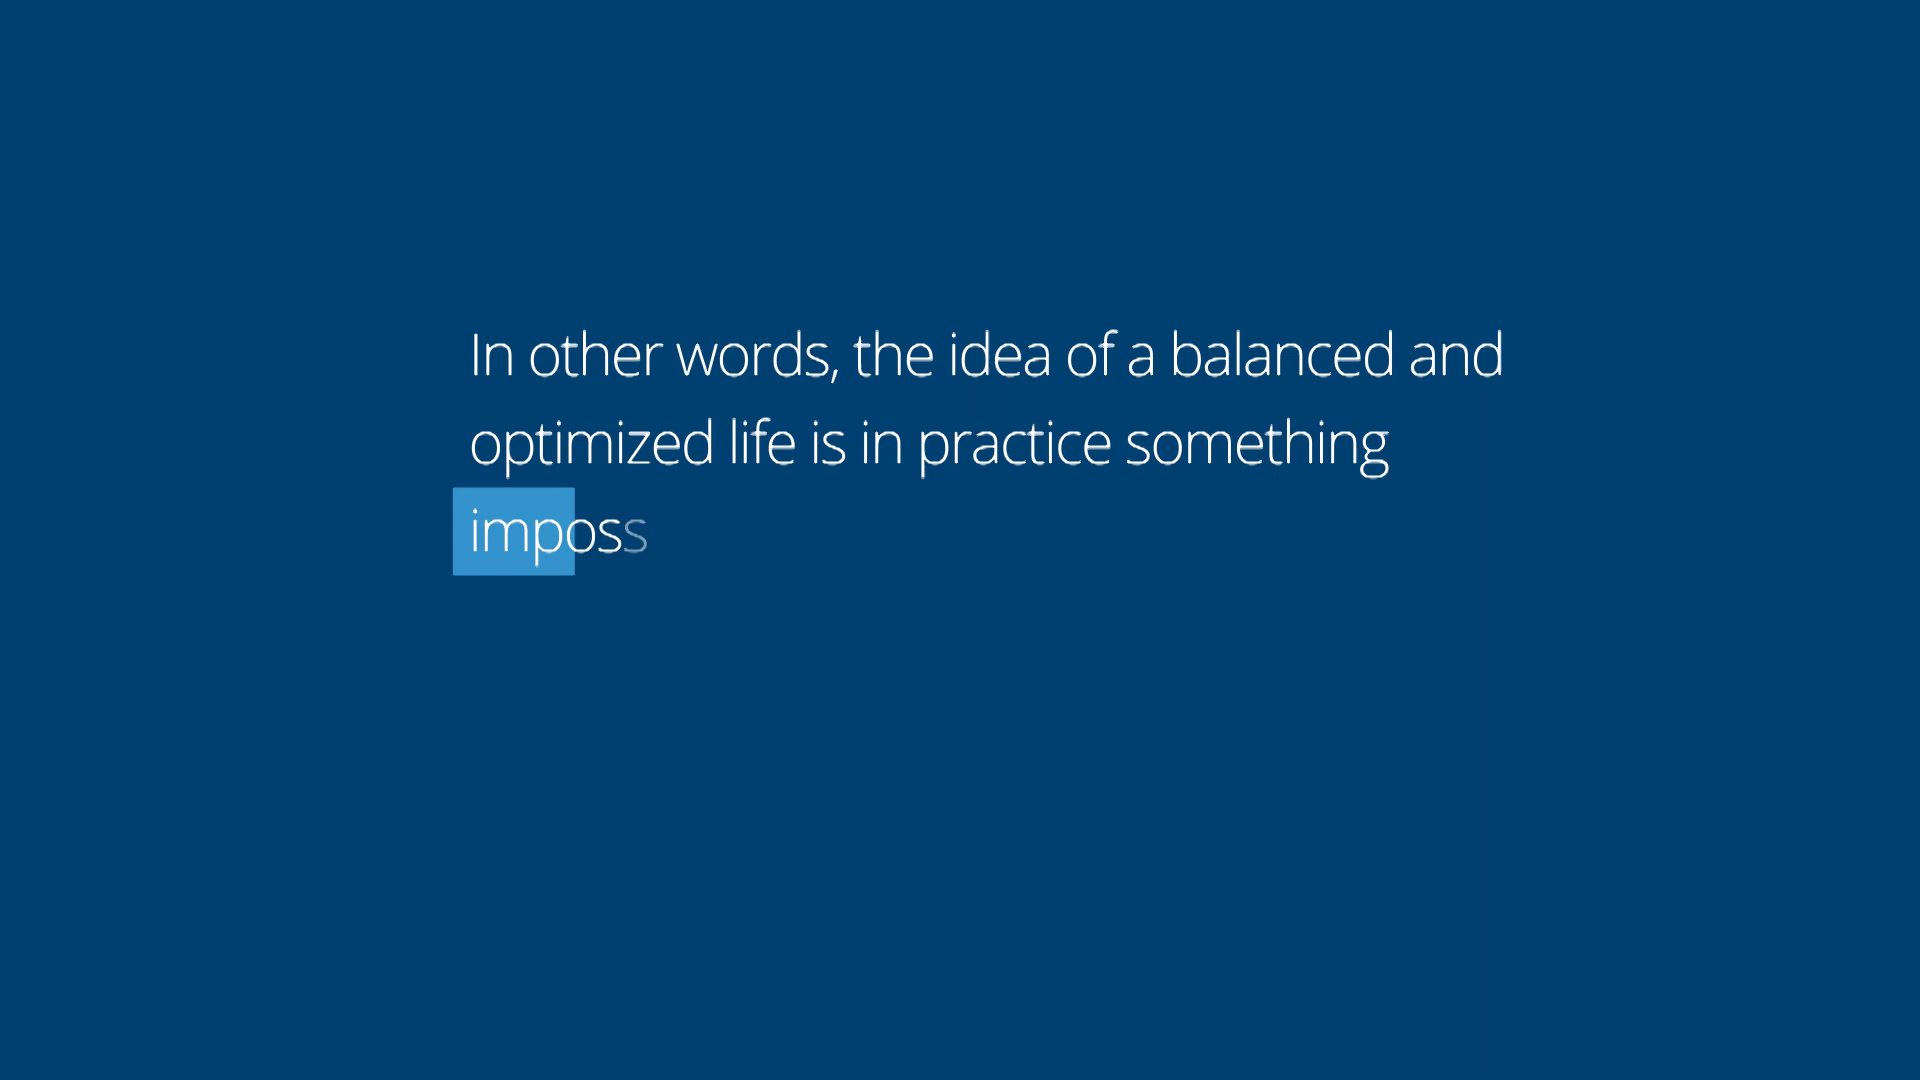 In other words, the idea of a balanced and
optimized life is in practice something
imposs